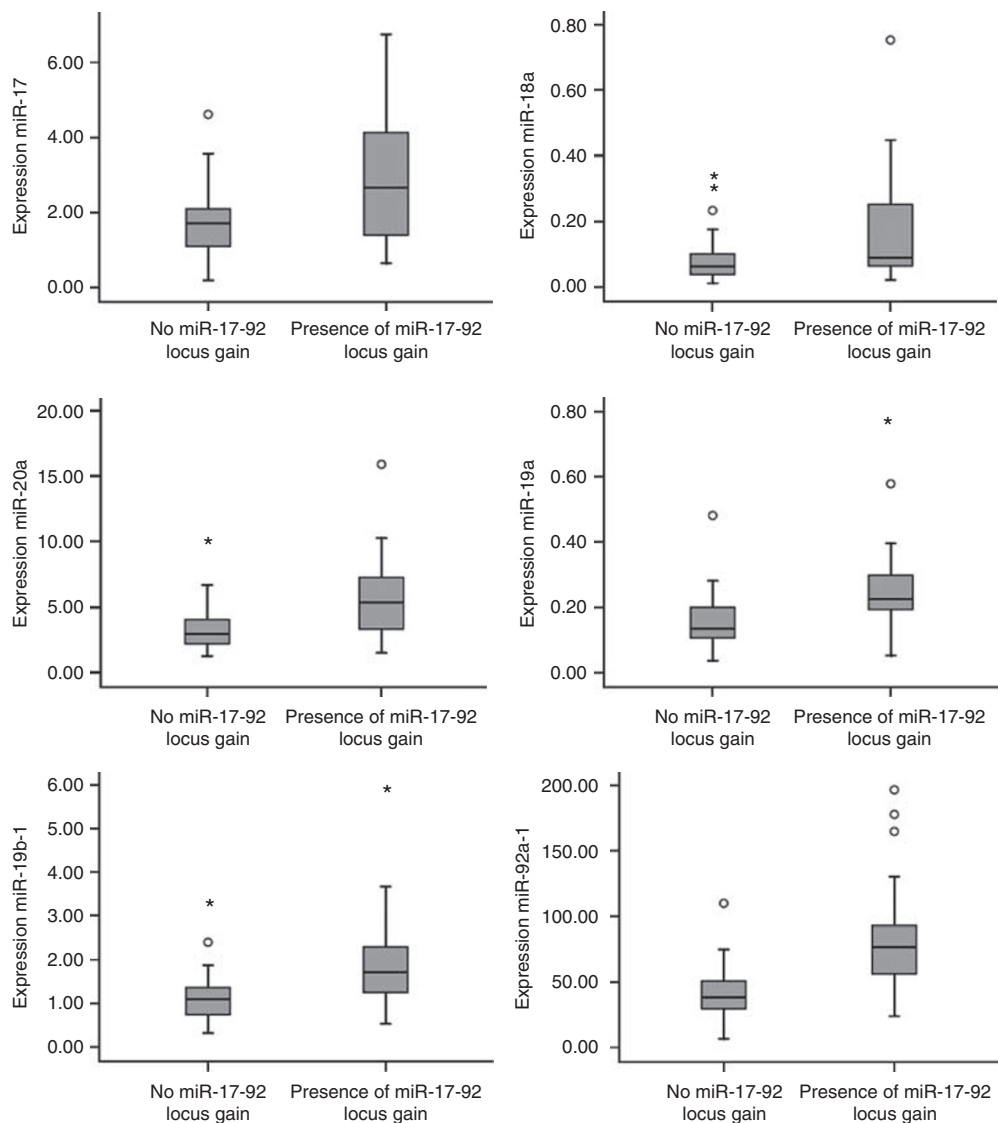 Expression miR-17
6.00
4.00
2.00
0.00
No miR-17-92
locus gain
Presence of miR-17-92
locus gain
Expression miR-18a
0.80
0.60
0.40
0.20
0.00
No miR-17-92
locus gain
Presence of miR-17-92
locus gain
Expression miR-20a
20.00
15.00
10.00
5.00
0.00
No miR-17-92
locus gain
Presence of miR-17-92
locus gain
Expression miR-19a
0.80
0.60
0.40
0.20
0.00
No miR-17-92
locus gain
Presence of miR-17-92
locus gain
Expression miR-19b-1
6.00
5.00
4.00
3.00
2.00
1.00
0.00
No miR-17-92
locus gain
Presence of miR-17-92
locus gain
Expression miR-92a-1
200.00
150.00
100.00
50.00
0.00
No miR-17-92
locus gain
Presence of miR-17-92
locus gain